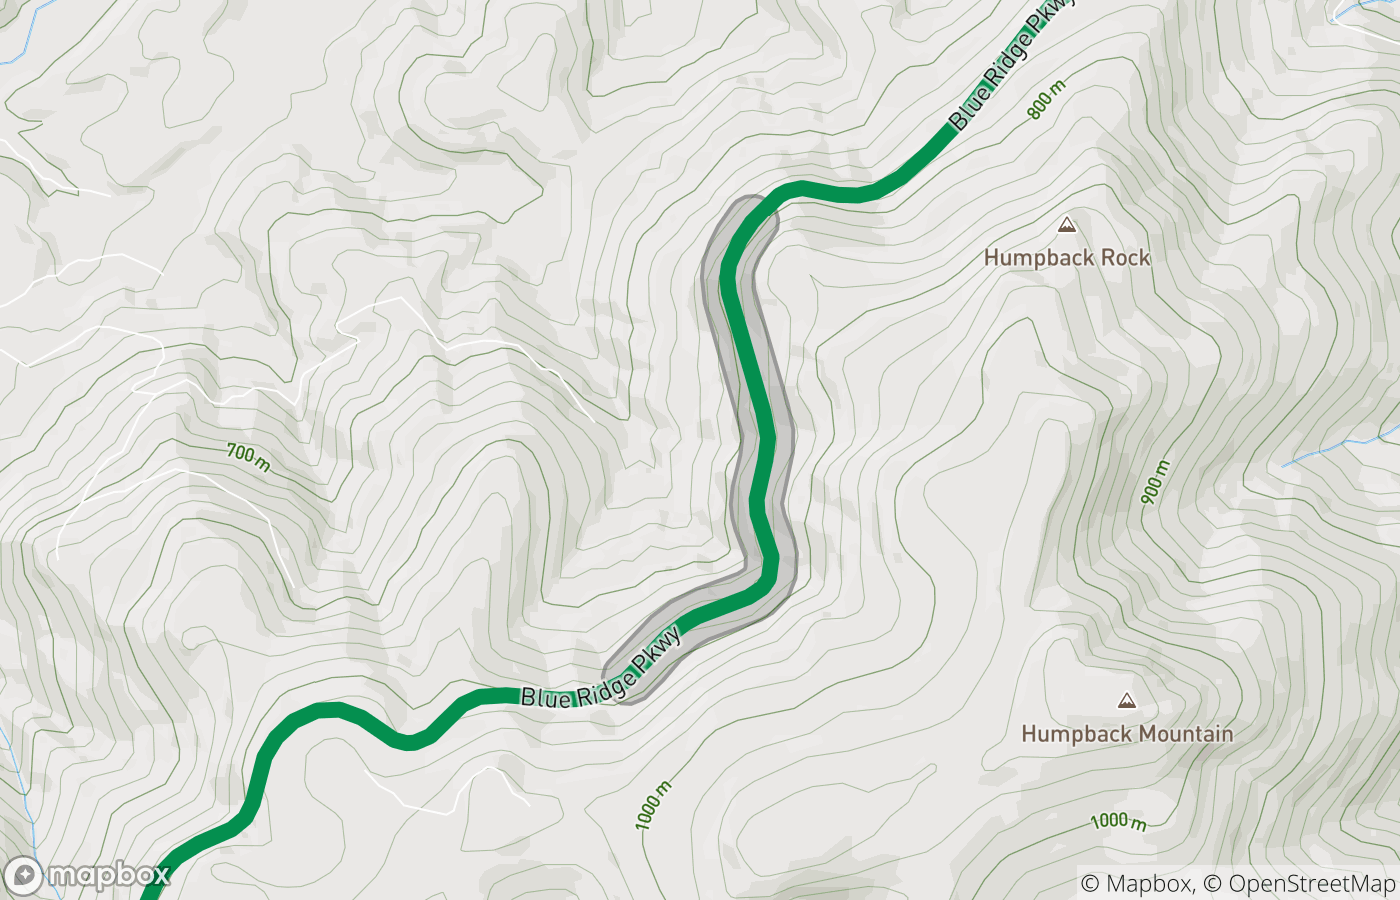 Blue Ridge Pkwy
800 m
Humpback Rock
700 m
900 m
Blue Ridge Pkwy
Humpback Mountain
1000 m
1000 m
mapbox
© Mapbox, © OpenStreetMap